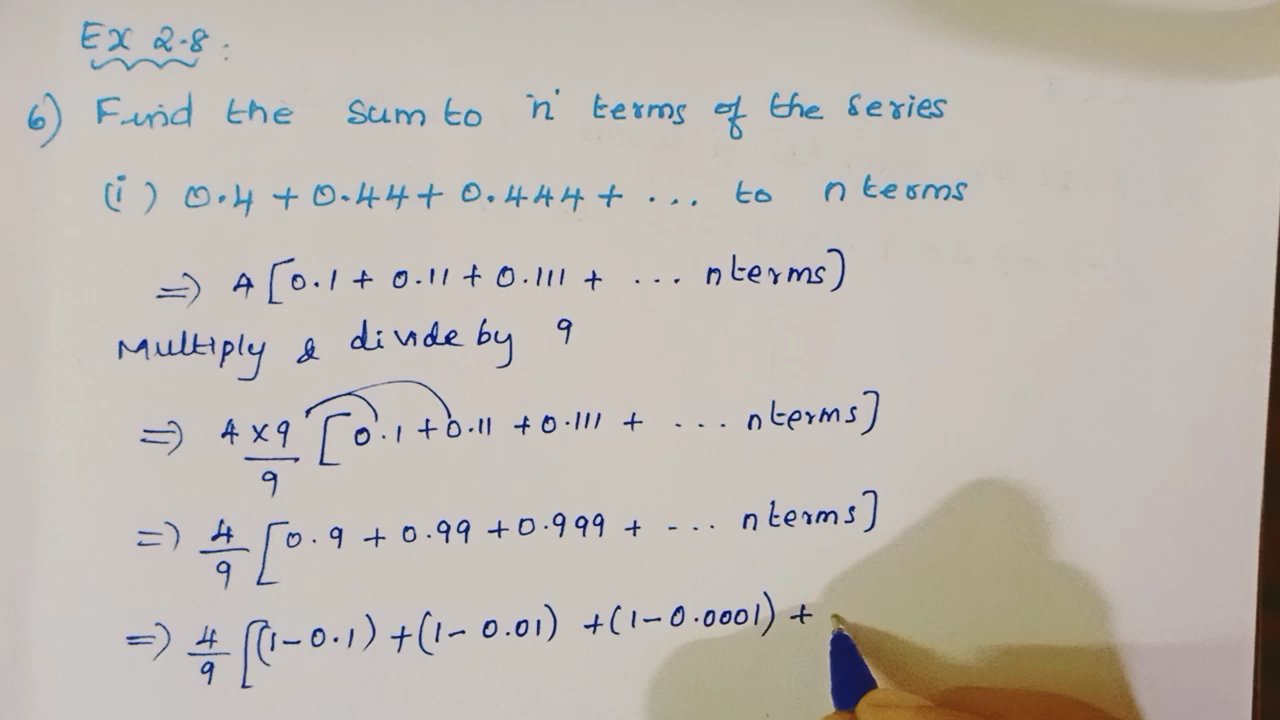 Ex 2.8:
6) Find the sum to 'n' terms of the series
(i) 0.4 + 0.44 + 0.444 + ... to n terms
=> 4[0.1 + 0.11 + 0.111 + ... n terms]
Multiply & divide by 9
=> 4×9/9 [0.1 + 0.11 + 0.111 + ... n terms]
=> 4/9 [0.9 + 0.99 + 0.999 + ... n terms]
=> 4/9 [(1-0.1) + (1-0.01) + (1-0.0001) +